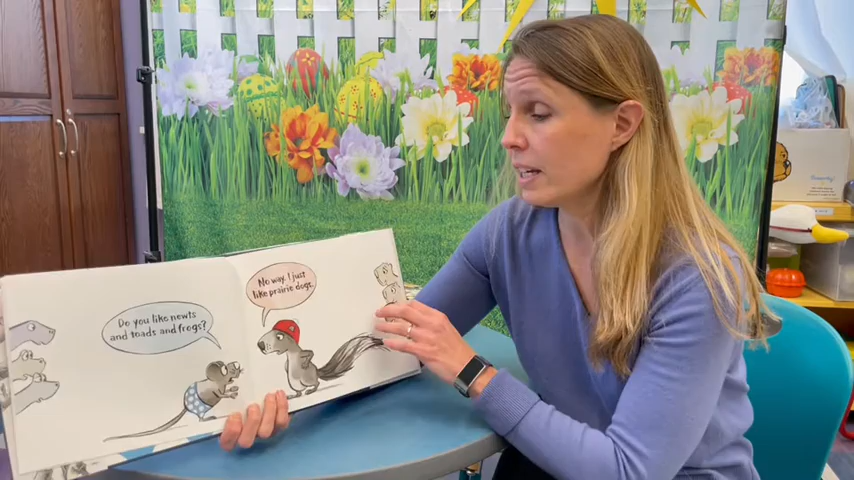 Do you like newts
and toads and frogs?
No way. I just
like prairie dogs.